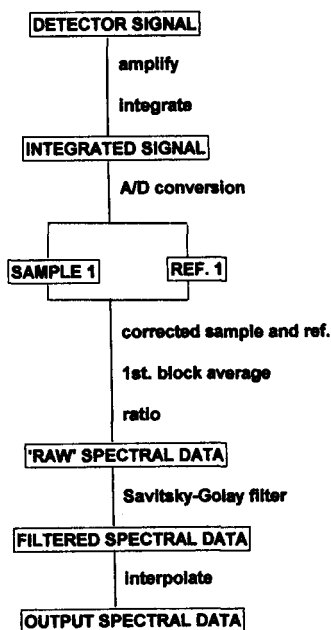 DETECTOR SIGNAL
amplify
integrate
INTEGRATED SIGNAL
A/D conversion
SAMPLE 1
REF. 1
corrected sample and ref.
1st. block average
ratio
'RAW' SPECTRAL DATA
Savitsky-Golay filter
FILTERED SPECTRAL DATA
interpolate
OUTPUT SPECTRAL DATA